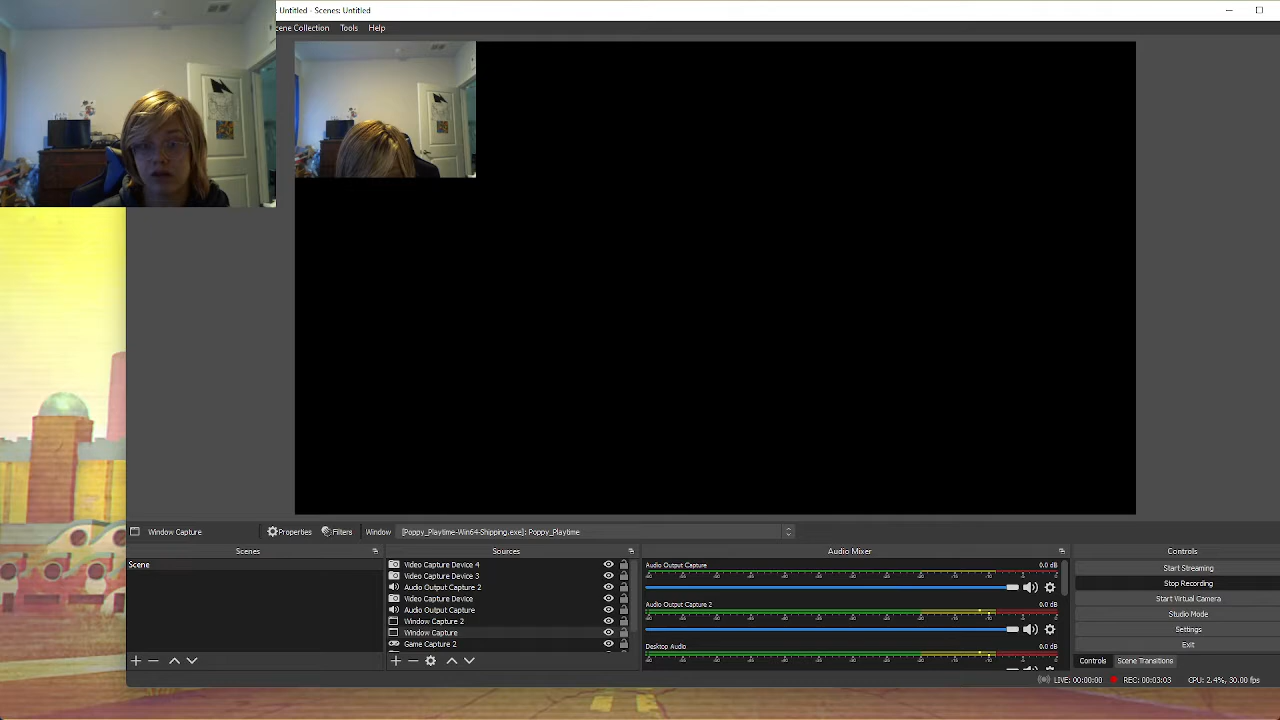 Untitled - Scenes: Untitled
cene Collection Tools Help
Window Capture Properties Filters Window [Poppy_Playtime-Win64-Shipping.exe]: Poppy_Playtime
Scenes
Scene
Sources
Video Capture Device 4
Video Capture Device 3
Audio Output Capture 2
Video Capture Device
Audio Output Capture
Window Capture 2
Window Capture
Game Capture 2
Audio Mixer
Audio Output Capture 0.0 dB
Audio Output Capture 2 0.0 dB
Desktop Audio 0.0 dB
Controls
Start Streaming
Stop Recording
Start Virtual Camera
Studio Mode
Settings
Exit
Controls Scene Transitions
LIVE: 00:00:00 REC: 00:03:03 CPU: 2.4%, 30.00 fps